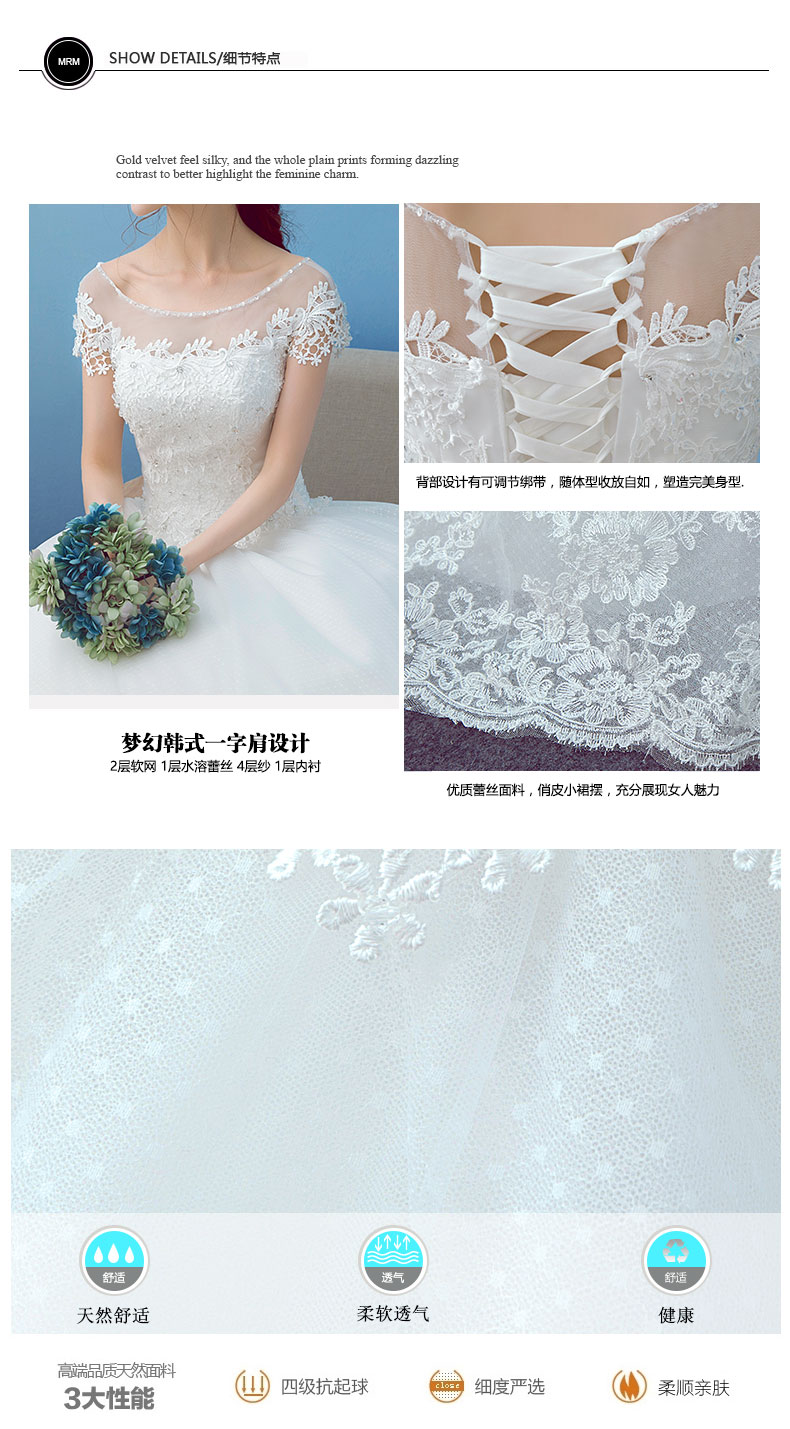 MRM
SHOW DETAILS/细节特点
Gold velvet feel silky, and the whole plain prints forming dazzling
contrast to better highlight the feminine charm.
背部设计有可调节绑带，随体型收放自如，塑造完美身型.
梦幻韩式一字肩设计
2层软网 1层水溶蕾丝 4层纱 1层内衬
优质蕾丝面料，俏皮小裙摆，充分展现女人魅力
舒适
透气
舒适
天然舒适
柔软透气
健康
高端品质天然面料
3大性能
四级抗起球
close
细度严选
柔顺亲肤